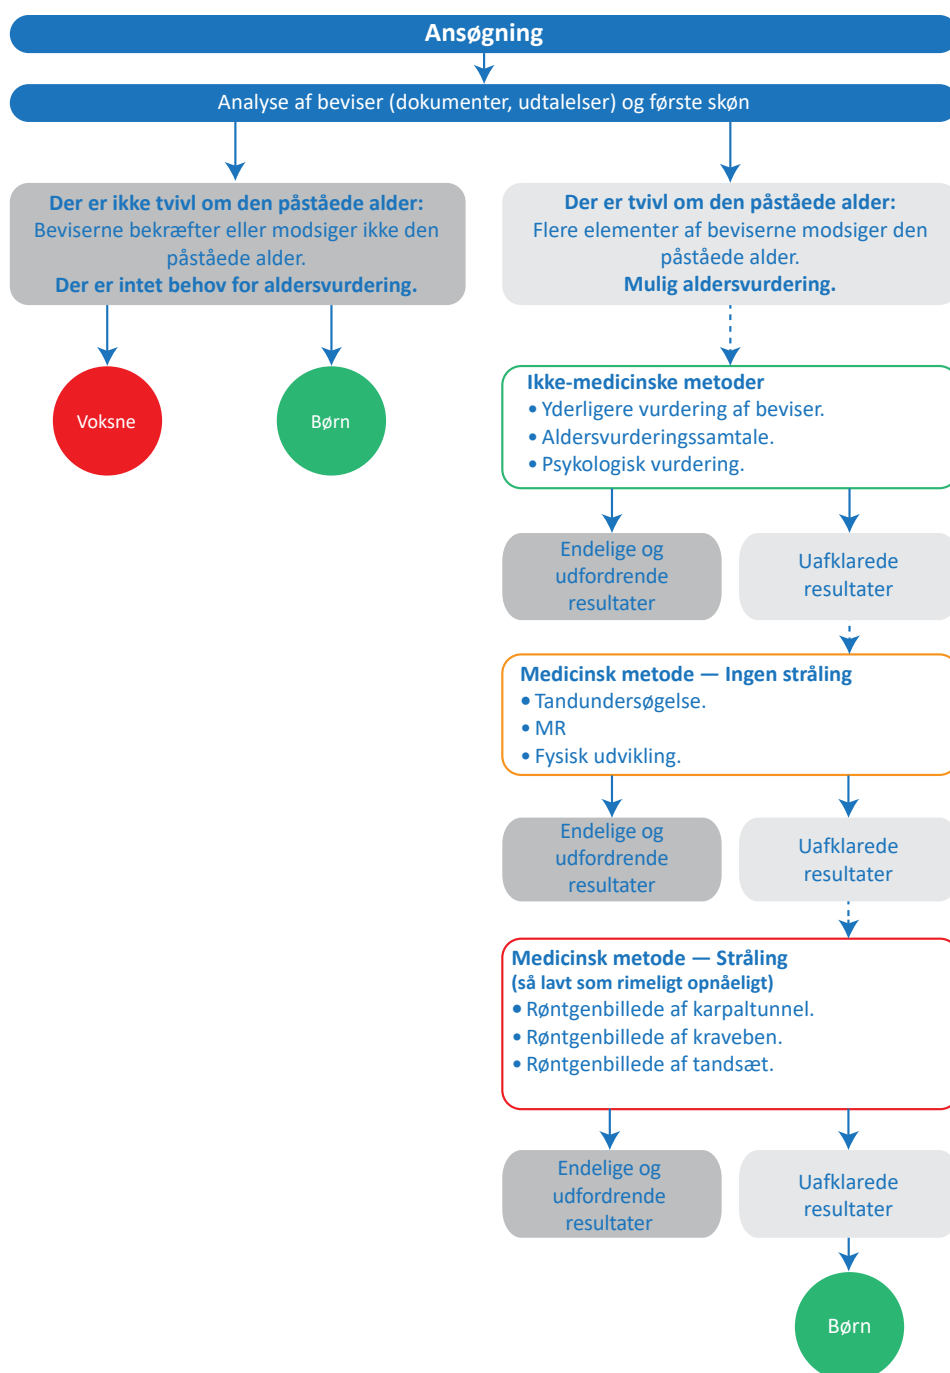 Ansøgning
Analyse af beviser (dokumenter, udtalelser) og første skøn
Der er ikke tvivl om den påståede alder:
Beviserne bekræfter eller modsiger ikke den
påståede alder.
Der er intet behov for aldersvurdering.
Der er tvivl om den påståede alder:
Flere elementer af beviserne modsiger den
påståede alder.
Mulig aldersvurdering.
Voksne
Børn
Ikke-medicinske metoder
• Yderligere vurdering af beviser.
• Aldersvurderingssamtale.
• Psykologisk vurdering.
Endelige og
udfordrende
resultater
Uafklarede
resultater
Medicinsk metode — Ingen stråling
• Tandundersøgelse.
• MR
• Fysisk udvikling.
Endelige og
udfordrende
resultater
Uafklarede
resultater
Medicinsk metode — Stråling
(så lavt som rimeligt opnåeligt)
• Røntgenbillede af karpaltunnel.
• Røntgenbillede af kraveben.
• Røntgenbillede af tandsæt.
Endelige og
udfordrende
resultater
Uafklarede
resultater
Børn